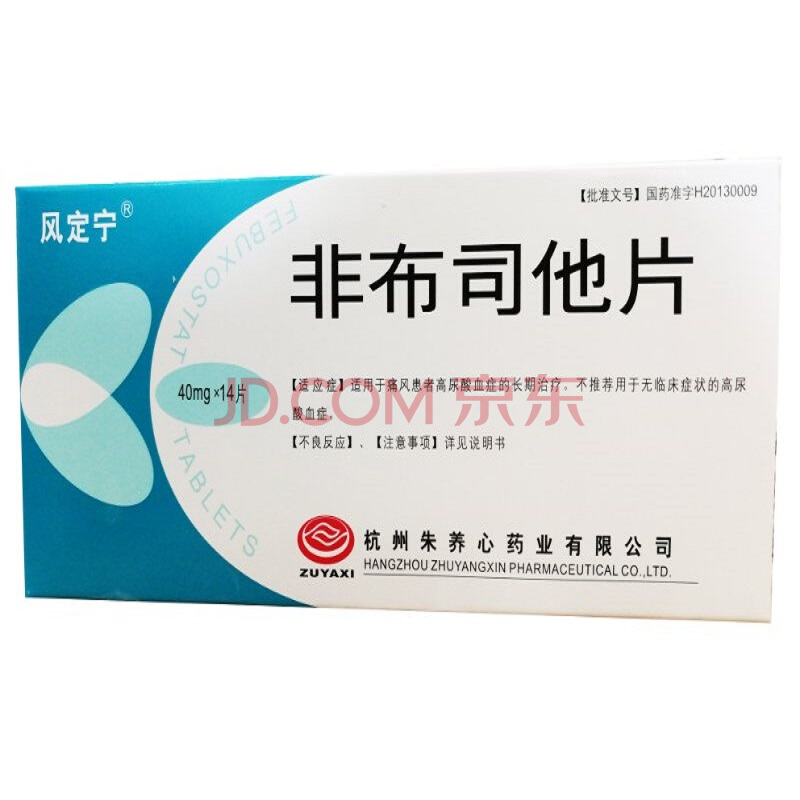 【批准文号】国药准字H20130009
风定宁®
FEBUXOSTAT TABLETS
非布司他片
40mg×14片
【适应症】适用于痛风患者高尿酸血症的长期治疗。不推荐用于无临床症状的高尿
酸血症。
【不良反应】、【注意事项】详见说明书
JD.COM 京东
ZUYAXI
杭州朱养心药业有限公司
HANGZHOU ZHUYANGXIN PHARMACEUTICAL CO.,LTD.